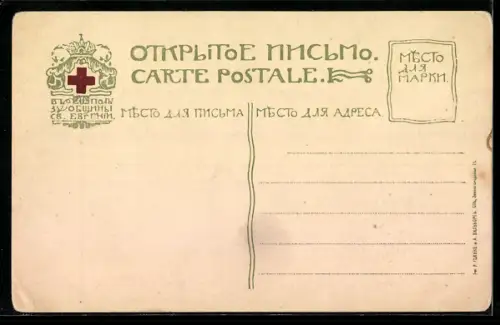 ОТКРЫТОЕ ПИСЬМО.
CARTE POSTALE.
МѢСТО
ДЛЯ
МАРКИ.
ВЪ ПОЛЬЗУ ОБЩИНЫ
СВ. ЕВГЕНІИ
МѢСТО ДЛЯ ПИСЬМА
МѢСТО ДЛЯ АДРЕСА